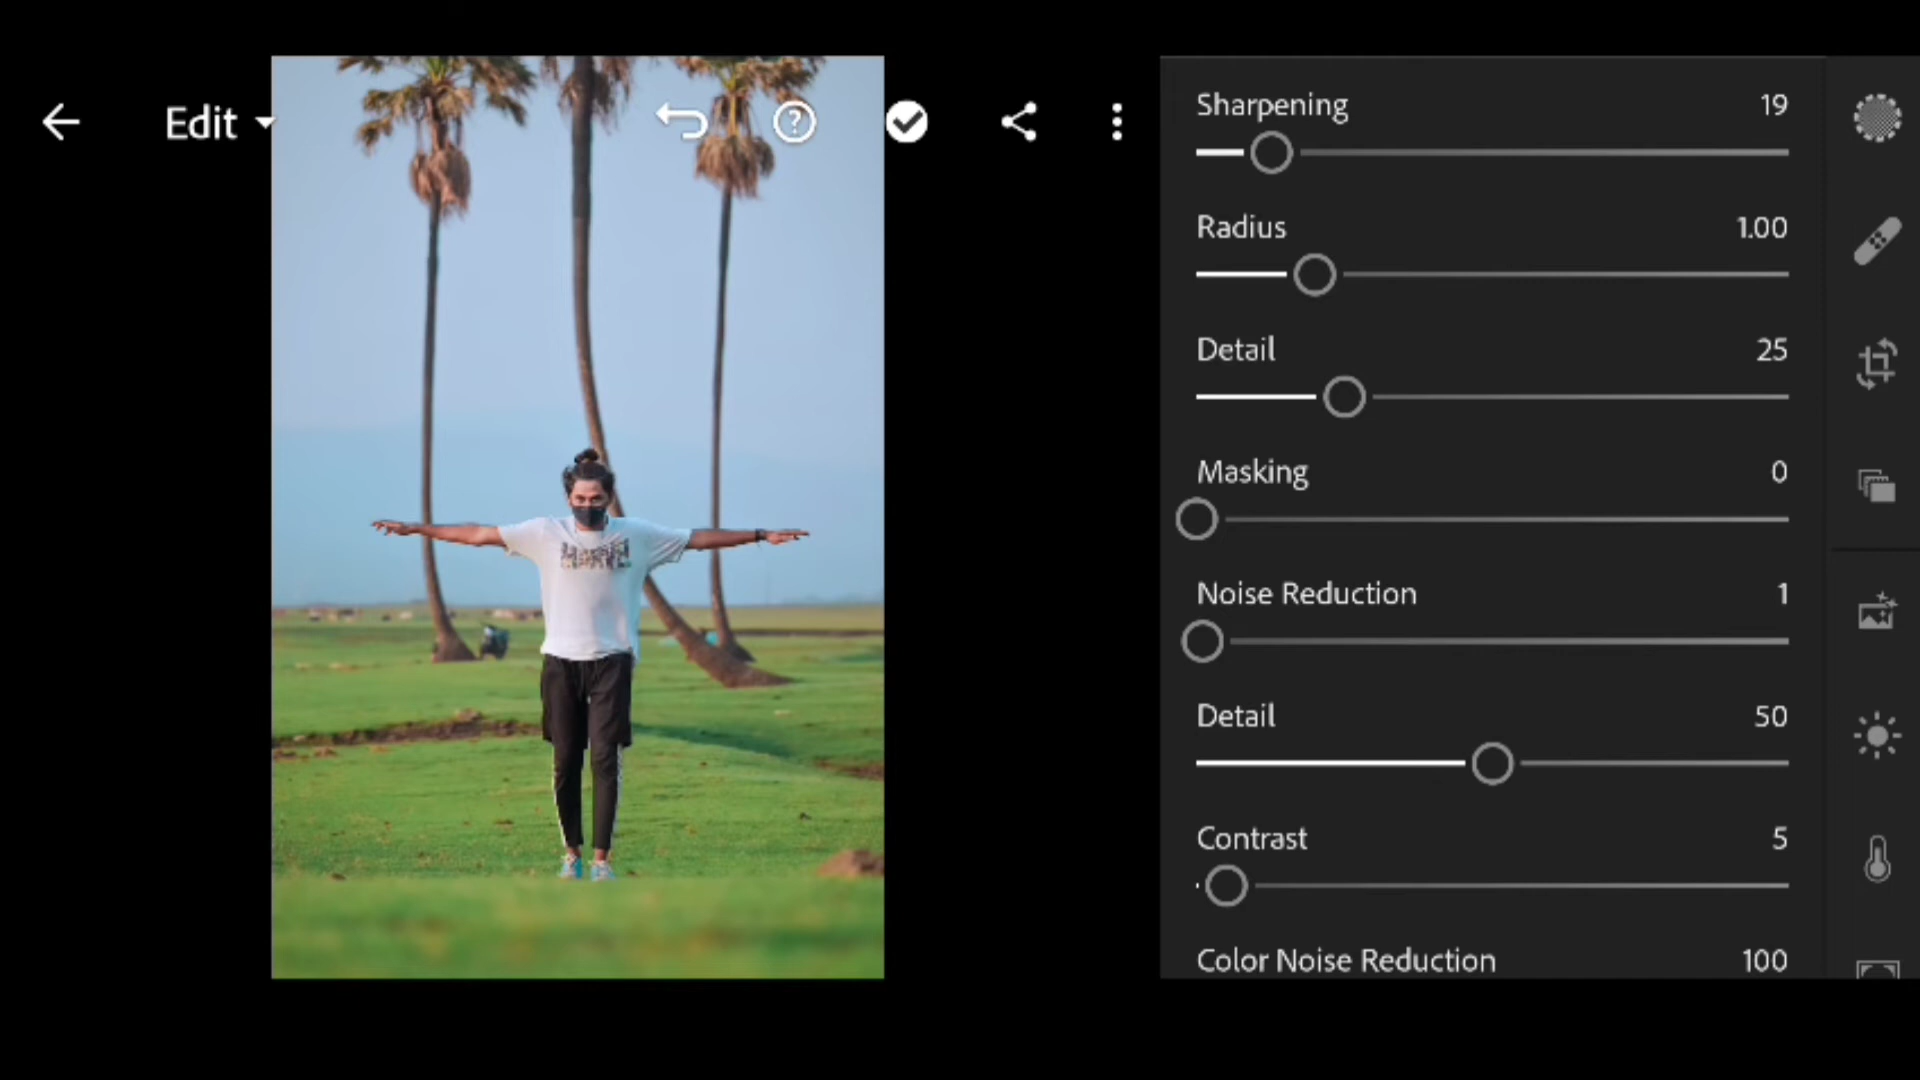 Edit
Sharpening 19
Radius 1.00
Detail 25
Masking 0
Noise Reduction 1
Detail 50
Contrast 5
Color Noise Reduction 100
MARVEL